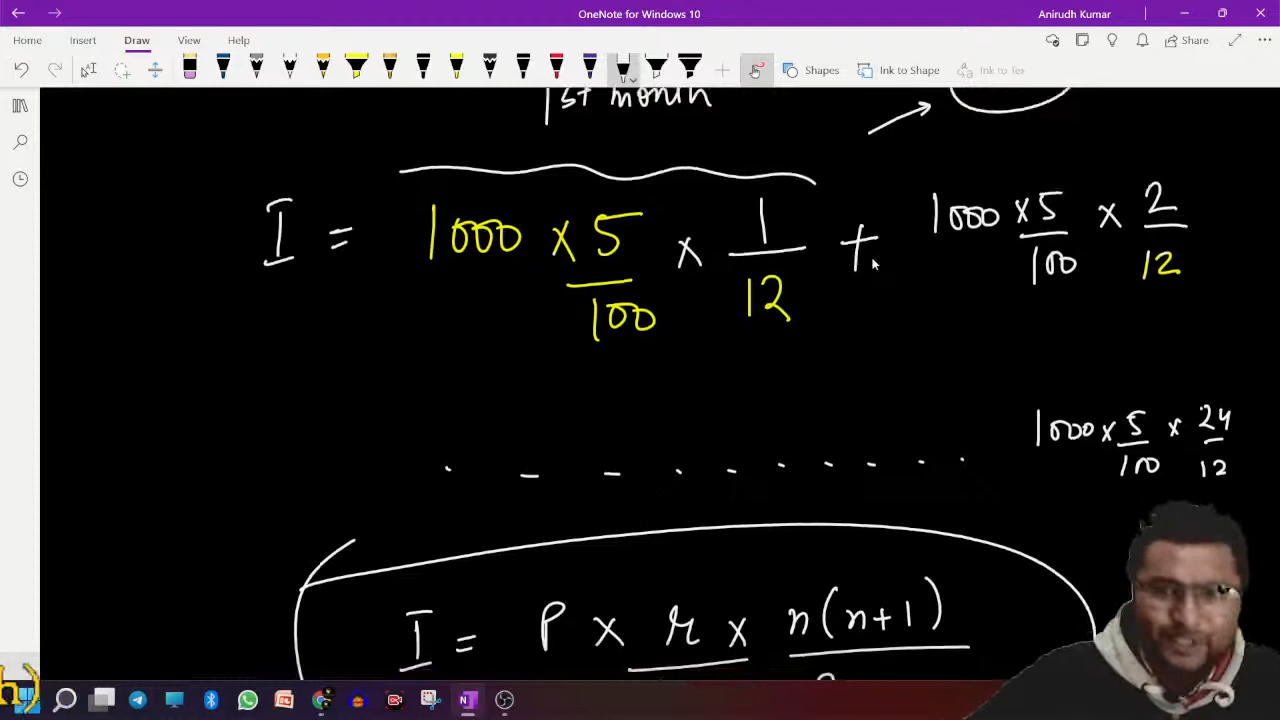 OneNote for Windows 10
Anirudh Kumar
Home Insert Draw View Help
Share
Shapes
Ink to Shape
Ink to Tex
1st month
I = 1000 × 5/100 × 1/12 + 1000 × 5/100 × 2/12
1000 × 5/100 × 24/12
I = P × r × n(n+1)